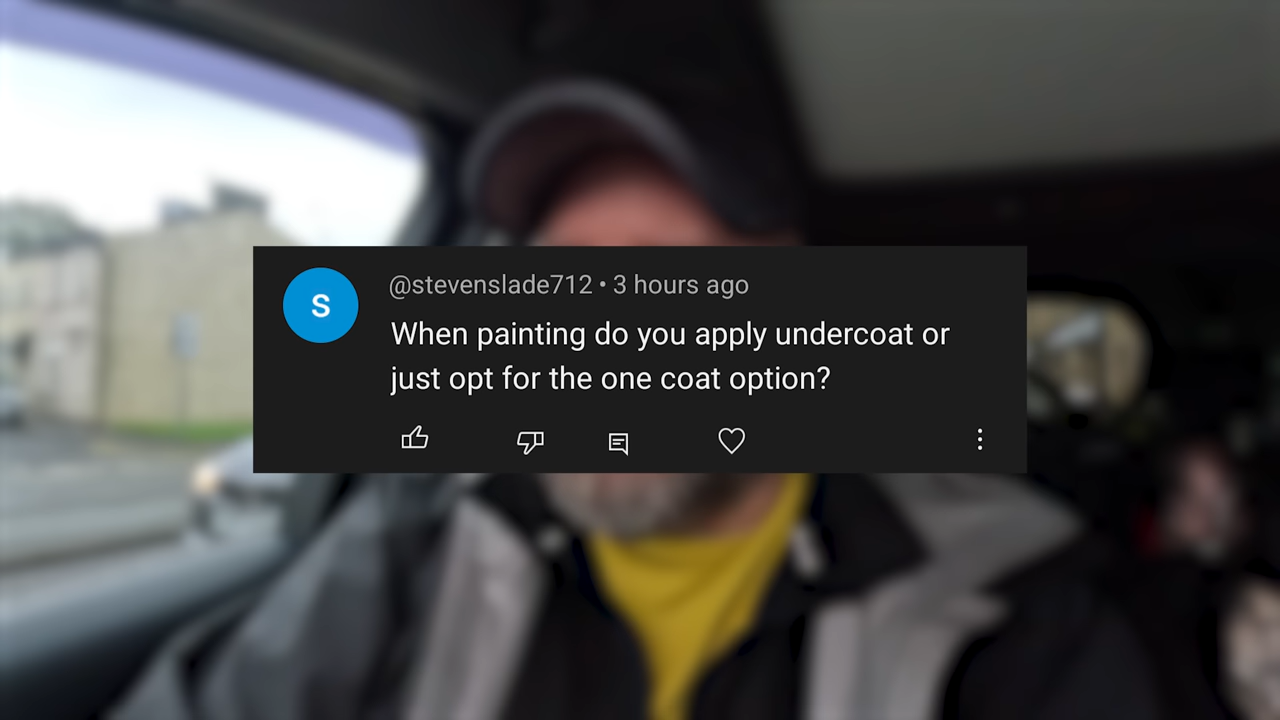 S
@stevenslade712 • 3 hours ago
When painting do you apply undercoat or
just opt for the one coat option?